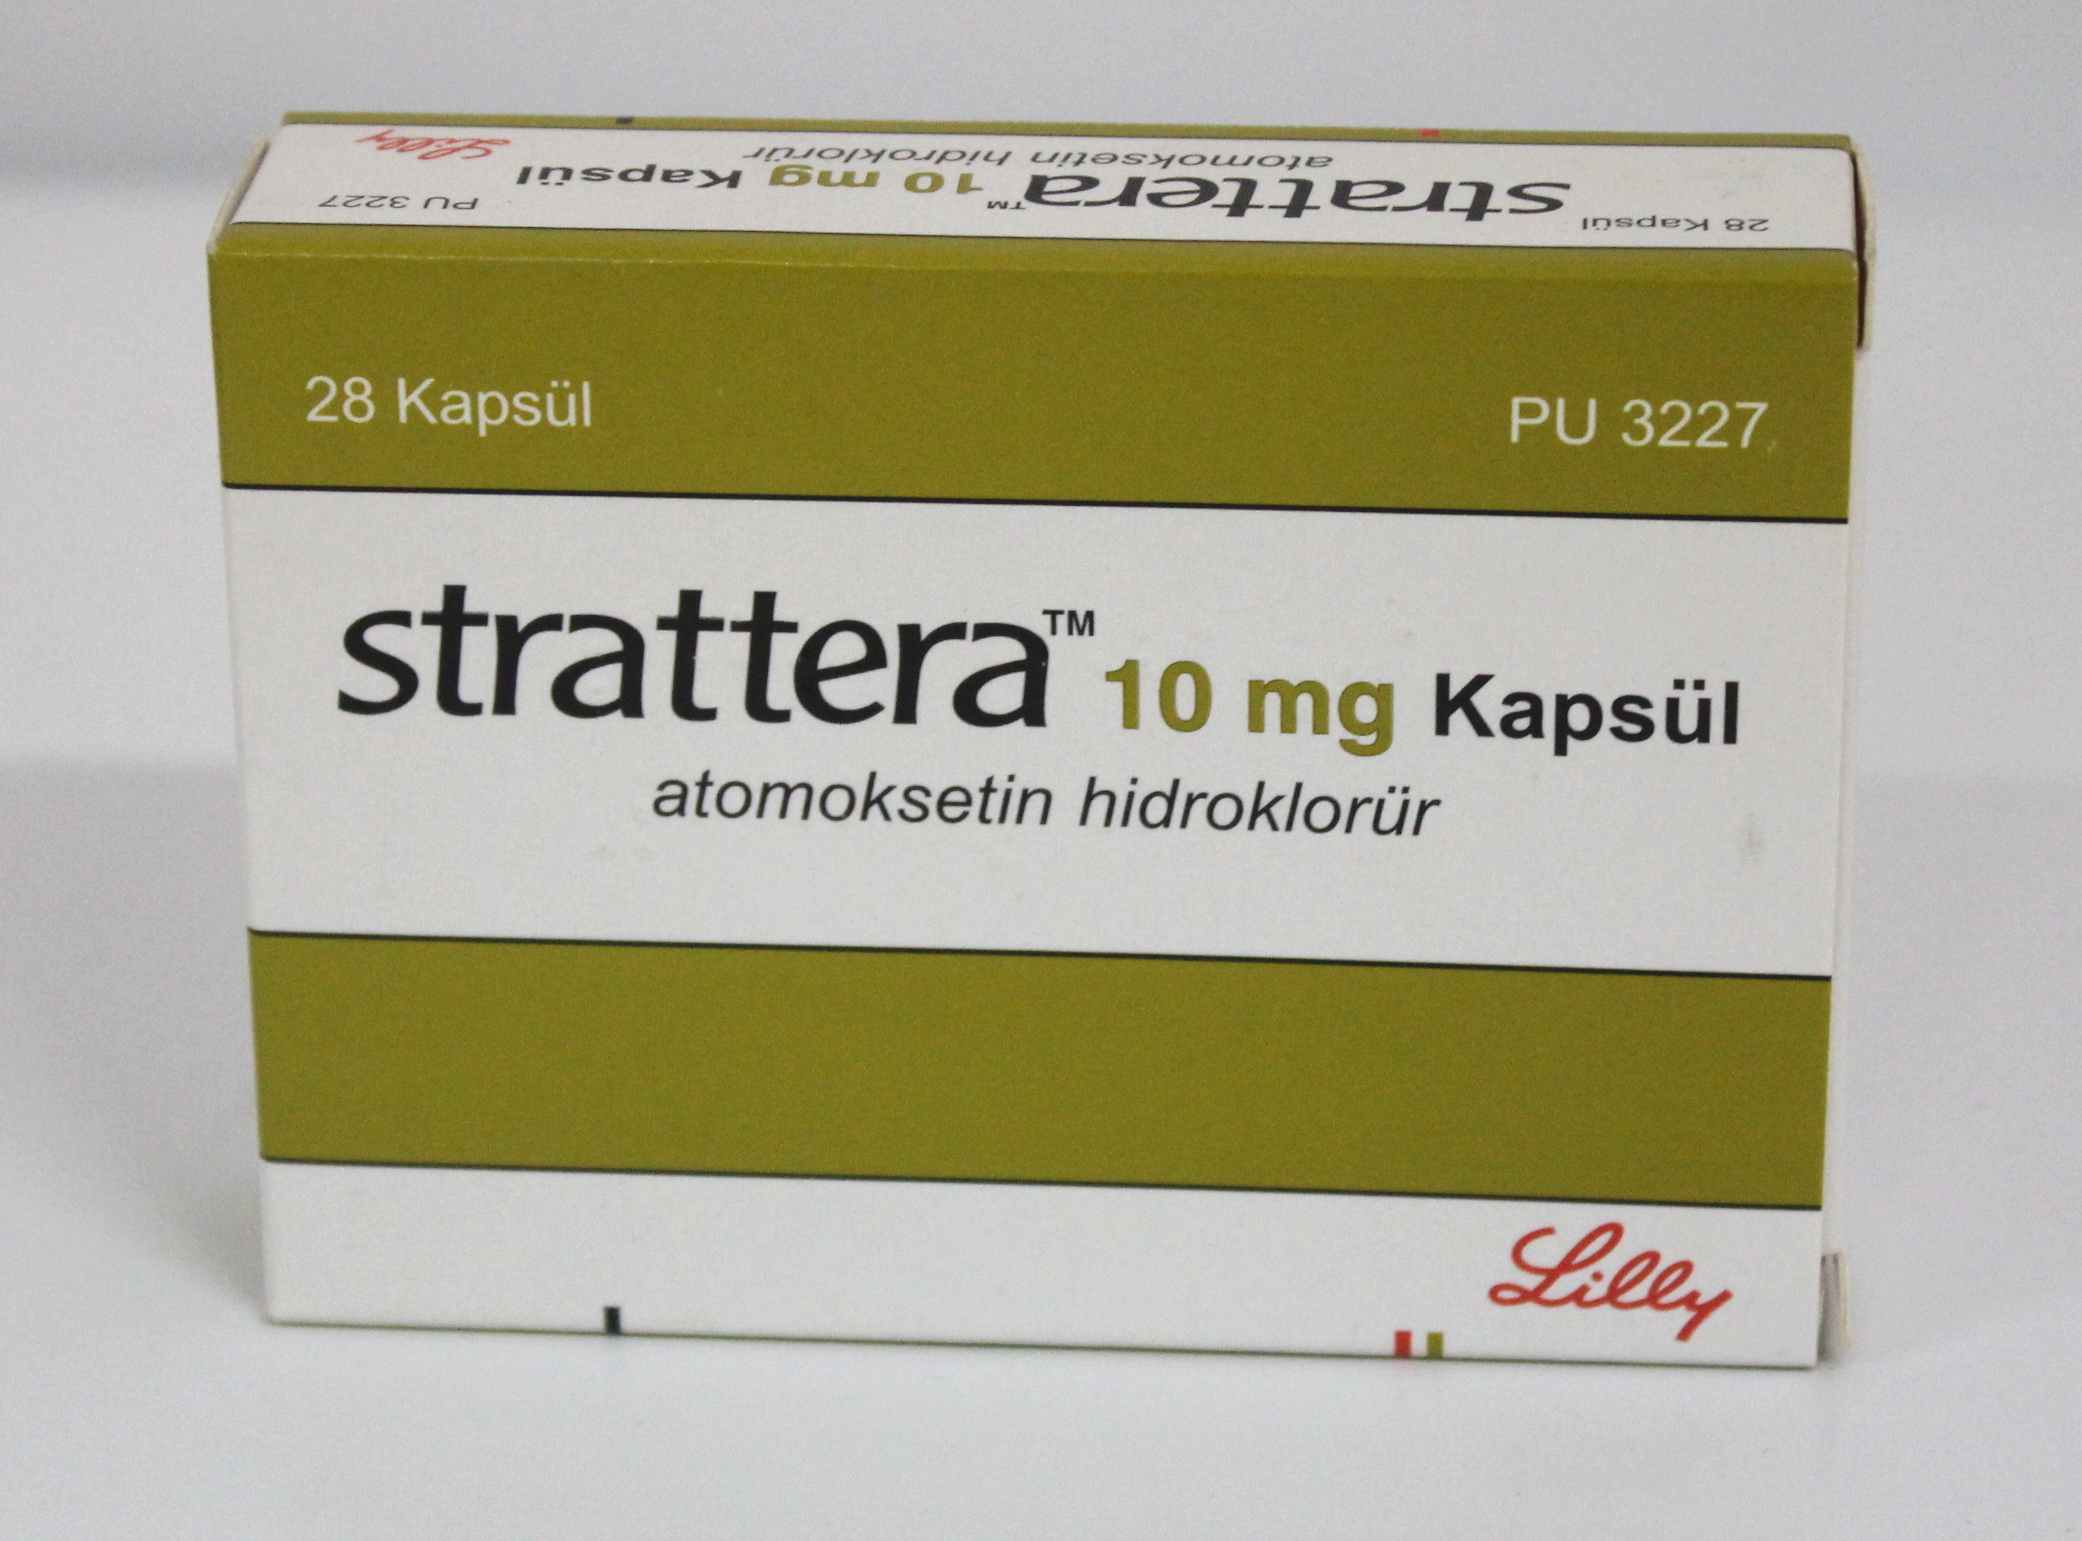 28 Kapsül strattera™ 10 mg Kapsül PU 3227
atomoksetin hidroklorür Lilly
28 Kapsül PU 3227
strattera™ 10 mg Kapsül
atomoksetin hidroklorür
Lilly